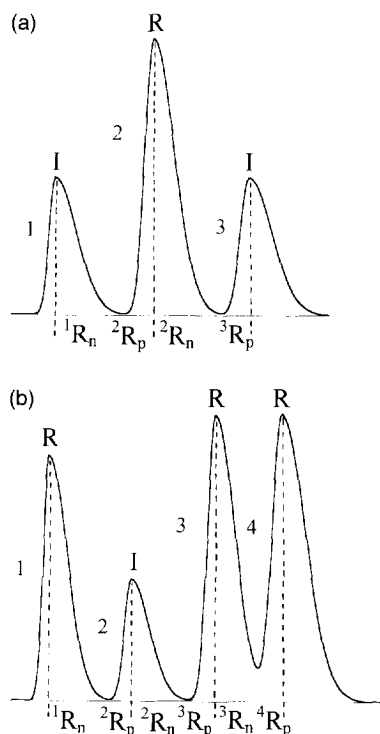 (a)
R
2
I
I
1
3
¹Rₙ ²Rₚ ²Rₙ ³Rₚ
(b)
R
R
R
3
4
1
I
2
¹Rₙ ²Rₚ ²Rₙ ³Rₚ ³Rₙ ⁴Rₚ